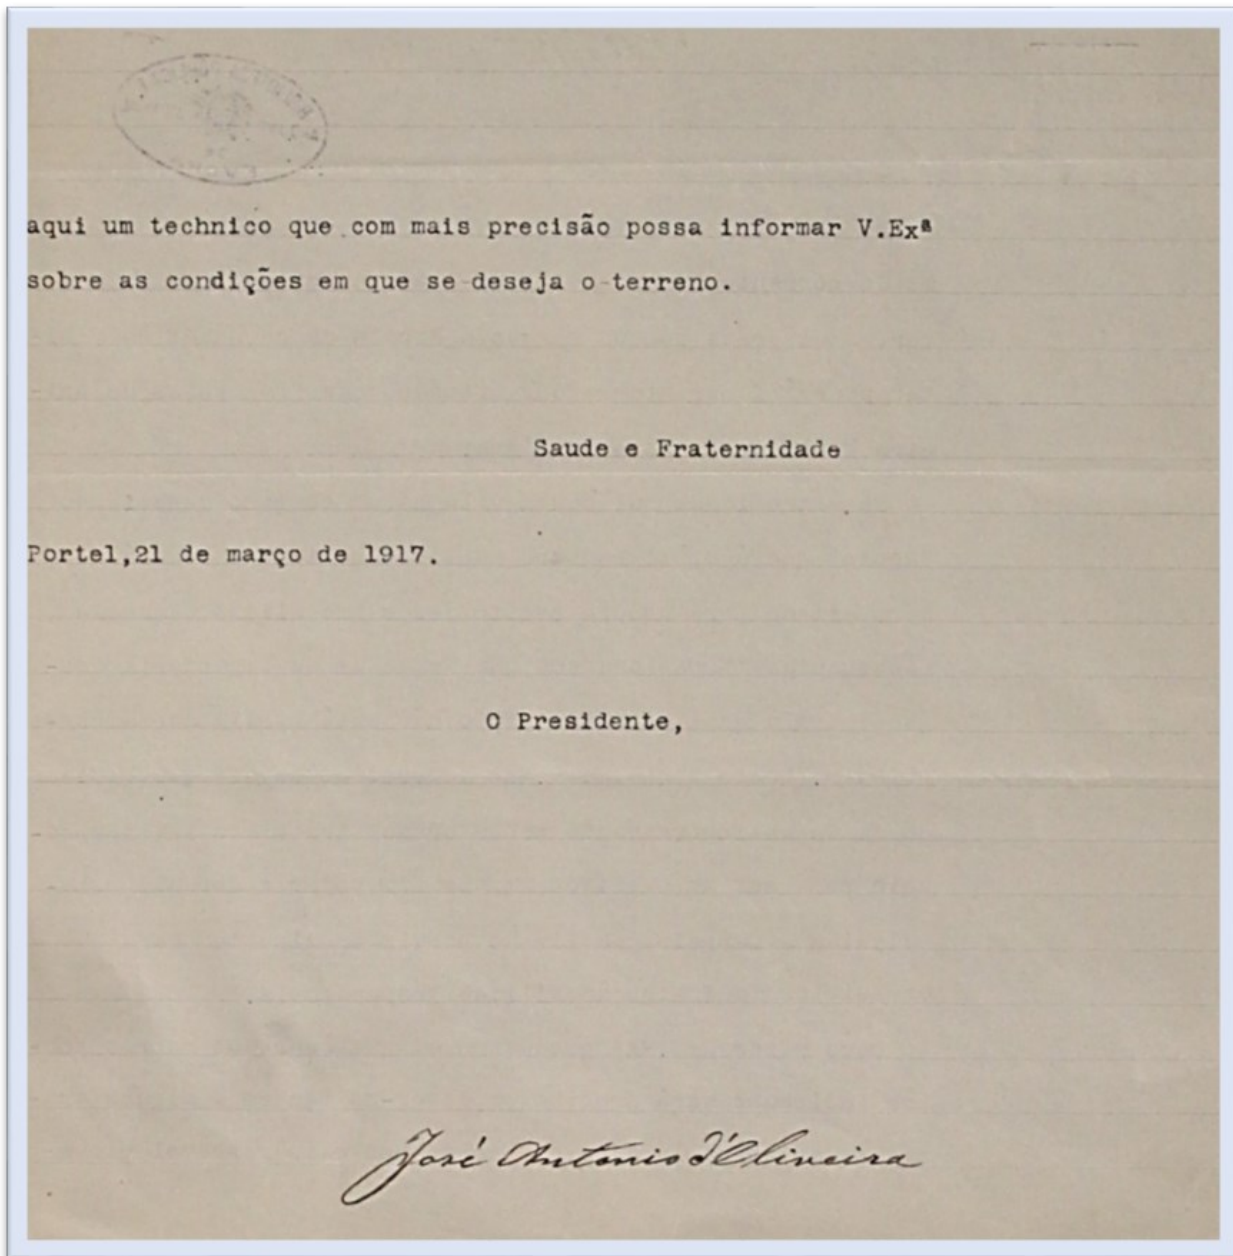 aqui um technico que com mais precisão possa informar V.Exª
sobre as condições em que se deseja o terreno.
Saude e Fraternidade
Portel,21 de março de 1917.
O Presidente,
José Antonio d'Oliveira